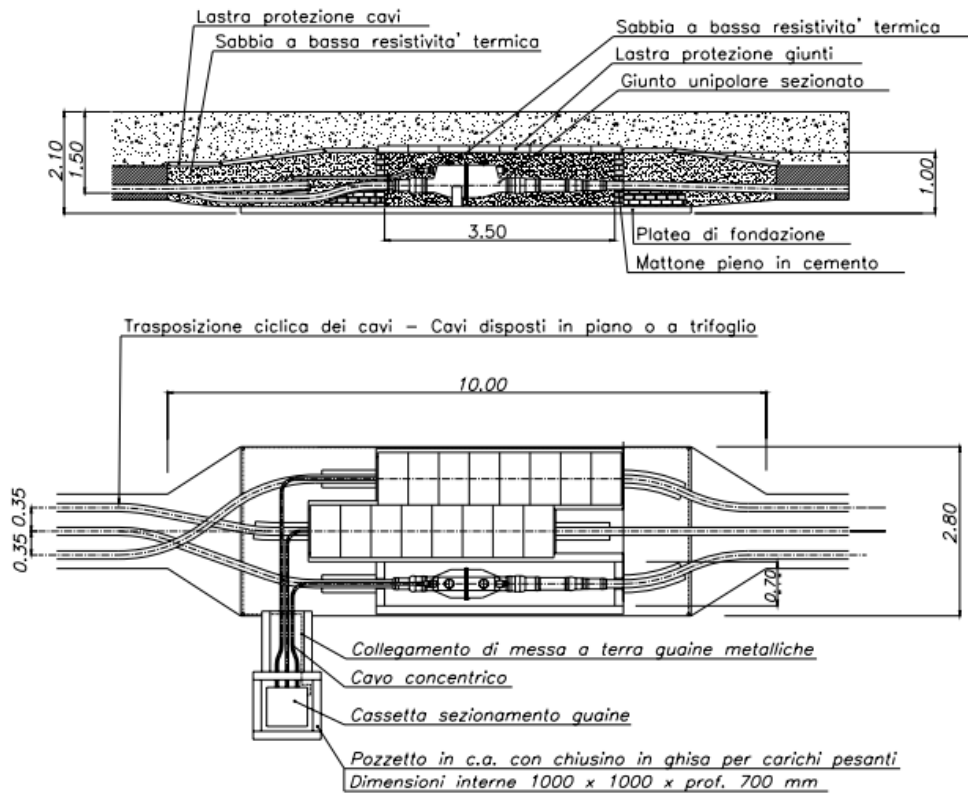 Lastra protezione cavi
Sabbia a bassa resistivita' termica
Sabbia a bassa resistivita' termica
Lastra protezione giunti
Giunto unipolare sezionato
2.10
1.50
1.00
3.50
Platea di fondazione
Mattone pieno in cemento
Trasposizione ciclica dei cavi – Cavi disposti in piano o a trifoglio
10.00
0.35
0.35
2.80
0.70
Collegamento di messa a terra guaine metalliche
Cavo concentrico
Cassetta sezionamento guaine
Pozzetto in c.a. con chiusino in ghisa per carichi pesanti
Dimensioni interne 1000 x 1000 x prof. 700 mm